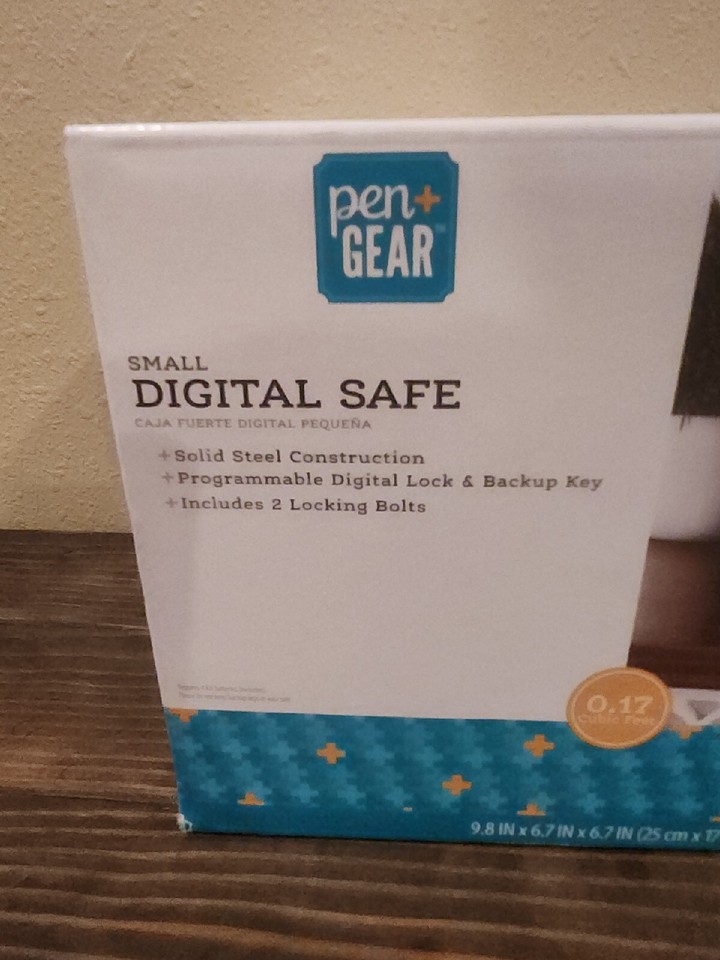 pen+
GEAR™
SMALL
DIGITAL SAFE
CAJA FUERTE DIGITAL PEQUEÑA
+Solid Steel Construction
+Programmable Digital Lock & Backup Key
+Includes 2 Locking Bolts
0.17
Cubic Feet
9.8 IN x 6.7 IN x 6.7 IN (25 cm x 17